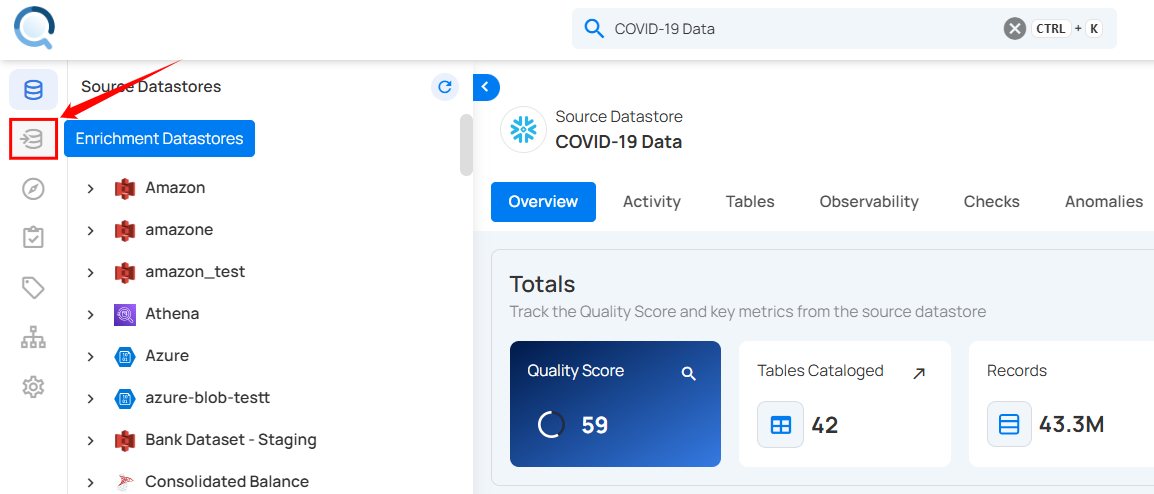 COVID-19 Data
CTRL + K
Source Datastores
Enrichment Datastores
Amazon
amazone
amazon_test
Athena
Azure
azure-blob-testt
Bank Dataset - Staging
Consolidated Balance
Source Datastore
COVID-19 Data
Overview Activity Tables Observability Checks Anomalies
Totals
Track the Quality Score and key metrics from the source datastore
Quality Score
59
Tables Cataloged
42
Records
43.3M